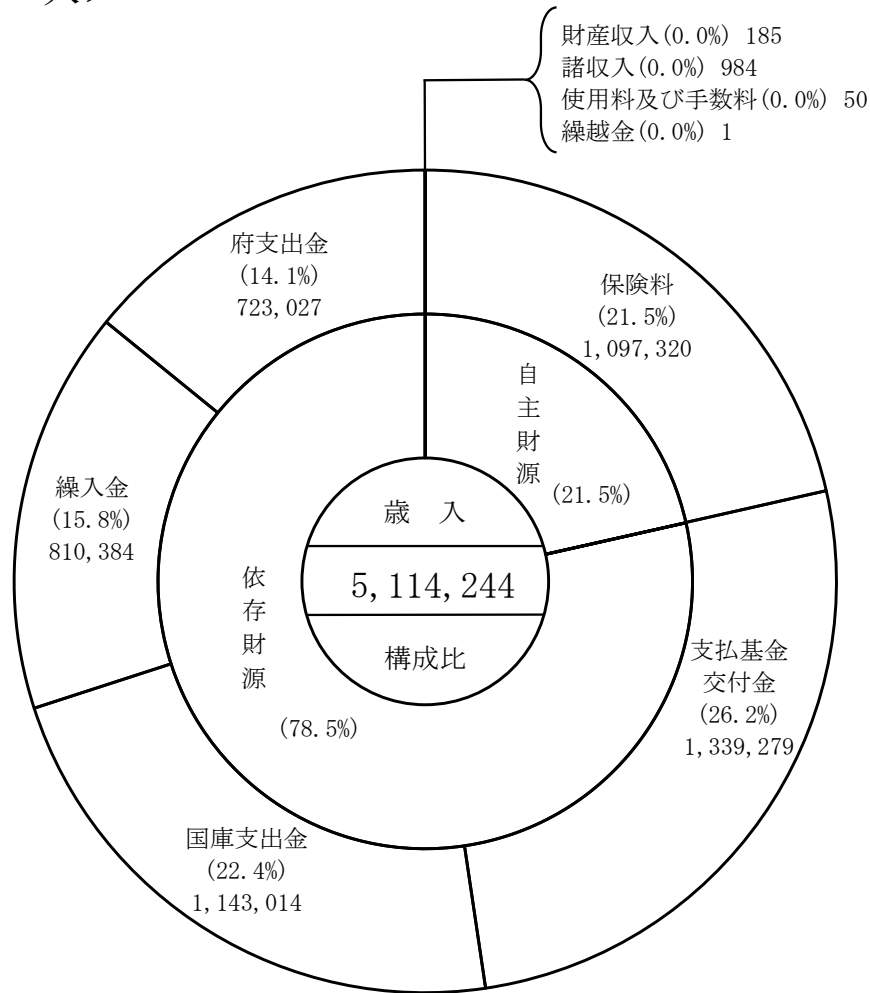 財産収入(0.0%) 185
諸収入(0.0%) 984
使用料及び手数料(0.0%) 50
繰越金(0.0%) 1
府支出金
(14.1%)
723,027
保険料
(21.5%)
1,097,320
自主財源
(21.5%)
繰入金
(15.8%)
810,384
歳 入
5,114,244
構成比
依存財源
(78.5%)
支払基金
交付金
(26.2%)
1,339,279
国庫支出金
(22.4%)
1,143,014